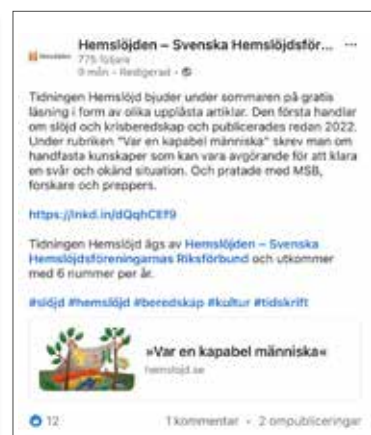 Hemslöjden – Svenska Hemslöjdsför... ...
775 följare
9 mån • Redigerad •
Tidningen Hemslöjd bjuder under sommaren på gratis
läsning i form av olika upplästa artiklar. Den första handlar
om slöjd och krisberedskap och publicerades redan 2022.
Under rubriken "Var en kapabel människa" skrev man om
handfasta kunskaper som kan vara avgörande för att klara
en svår och okänd situation. Och pratade med MSB,
forskare och preppers.
https://lnkd.in/dQqhCEf9
Tidningen Hemslöjd ägs av Hemslöjden – Svenska
Hemslöjdsföreningarnas Riksförbund och utkommer
med 6 nummer per år.
#slöjd #hemslöjd #beredskap #kultur #tidskrift
»Var en kapabel människa«
hemslojd.se
12 1 kommentar • 2 ompubliceringar